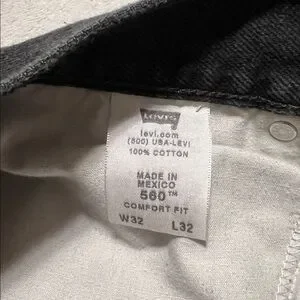 Levi's
levi.com
(800) USA-LEVI
100% COTTON
MADE IN
MEXICO
560™
COMFORT FIT
W32 L32